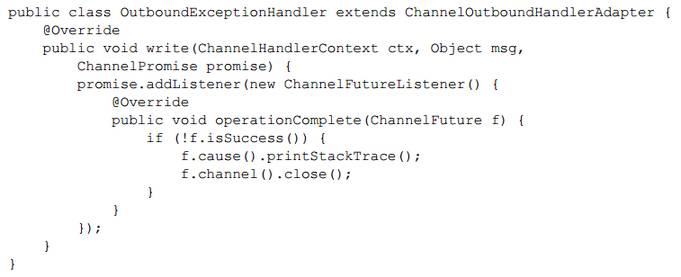 public class OutboundExceptionHandler extends ChannelOutboundHandlerAdapter {
    @Override
    public void write(ChannelHandlerContext ctx, Object msg,
        ChannelPromise promise) {
        promise.addListener(new ChannelFutureListener() {
            @Override
            public void operationComplete(ChannelFuture f) {
                if (!f.isSuccess()) {
                    f.cause().printStackTrace();
                    f.channel().close();
                }
            }
        });
    }
}